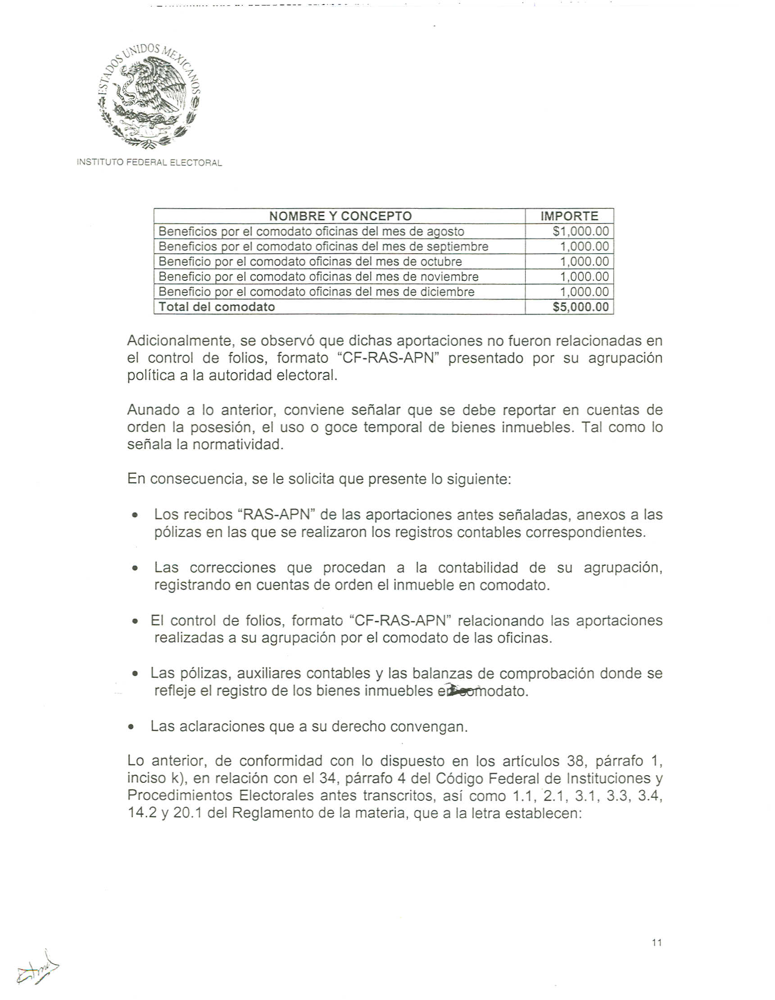 ESTADOS UNIDOS MEXICANOS
INSTITUTO FEDERAL ELECTORAL
NOMBRE Y CONCEPTO IMPORTE
Beneficios por el comodato oficinas del mes de agosto $1,000.00
Beneficios por el comodato oficinas del mes de septiembre 1,000.00
Beneficio por el comodato oficinas del mes de octubre 1,000.00
Beneficio por el comodato oficinas del mes de noviembre 1,000.00
Beneficio por el comodato oficinas del mes de diciembre 1,000.00
Total del comodato $5,000.00
Adicionalmente, se observó que dichas aportaciones no fueron relacionadas en
el control de folios, formato “CF-RAS-APN” presentado por su agrupación
política a la autoridad electoral.
Aunado a lo anterior, conviene señalar que se debe reportar en cuentas de
orden la posesión, el uso o goce temporal de bienes inmuebles. Tal como lo
señala la normatividad.
En consecuencia, se le solicita que presente lo siguiente:
• Los recibos “RAS-APN” de las aportaciones antes señaladas, anexos a las
pólizas en las que se realizaron los registros contables correspondientes.
• Las correcciones que procedan a la contabilidad de su agrupación,
registrando en cuentas de orden el inmueble en comodato.
• El control de folios, formato “CF-RAS-APN” relacionando las aportaciones
realizadas a su agrupación por el comodato de las oficinas.
• Las pólizas, auxiliares contables y las balanzas de comprobación donde se
refleje el registro de los bienes inmuebles en comodato.
• Las aclaraciones que a su derecho convengan.
Lo anterior, de conformidad con lo dispuesto en los artículos 38, párrafo 1,
inciso k), en relación con el 34, párrafo 4 del Código Federal de Instituciones y
Procedimientos Electorales antes transcritos, así como 1.1, 2.1, 3.1, 3.3, 3.4,
14.2 y 20.1 del Reglamento de la materia, que a la letra establecen:
11